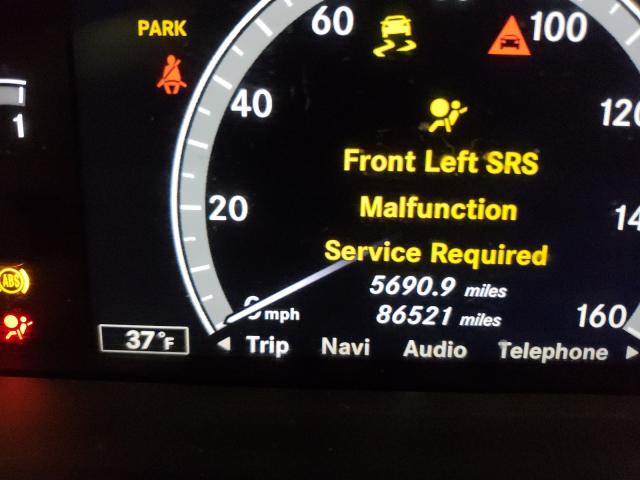 PARK
60
100
40
120
1
Front Left SRS
20
Malfunction
14
Service Required
ABS
5690.9 miles
0 mph
86521 miles
160
37°F
Trip Navi Audio Telephone